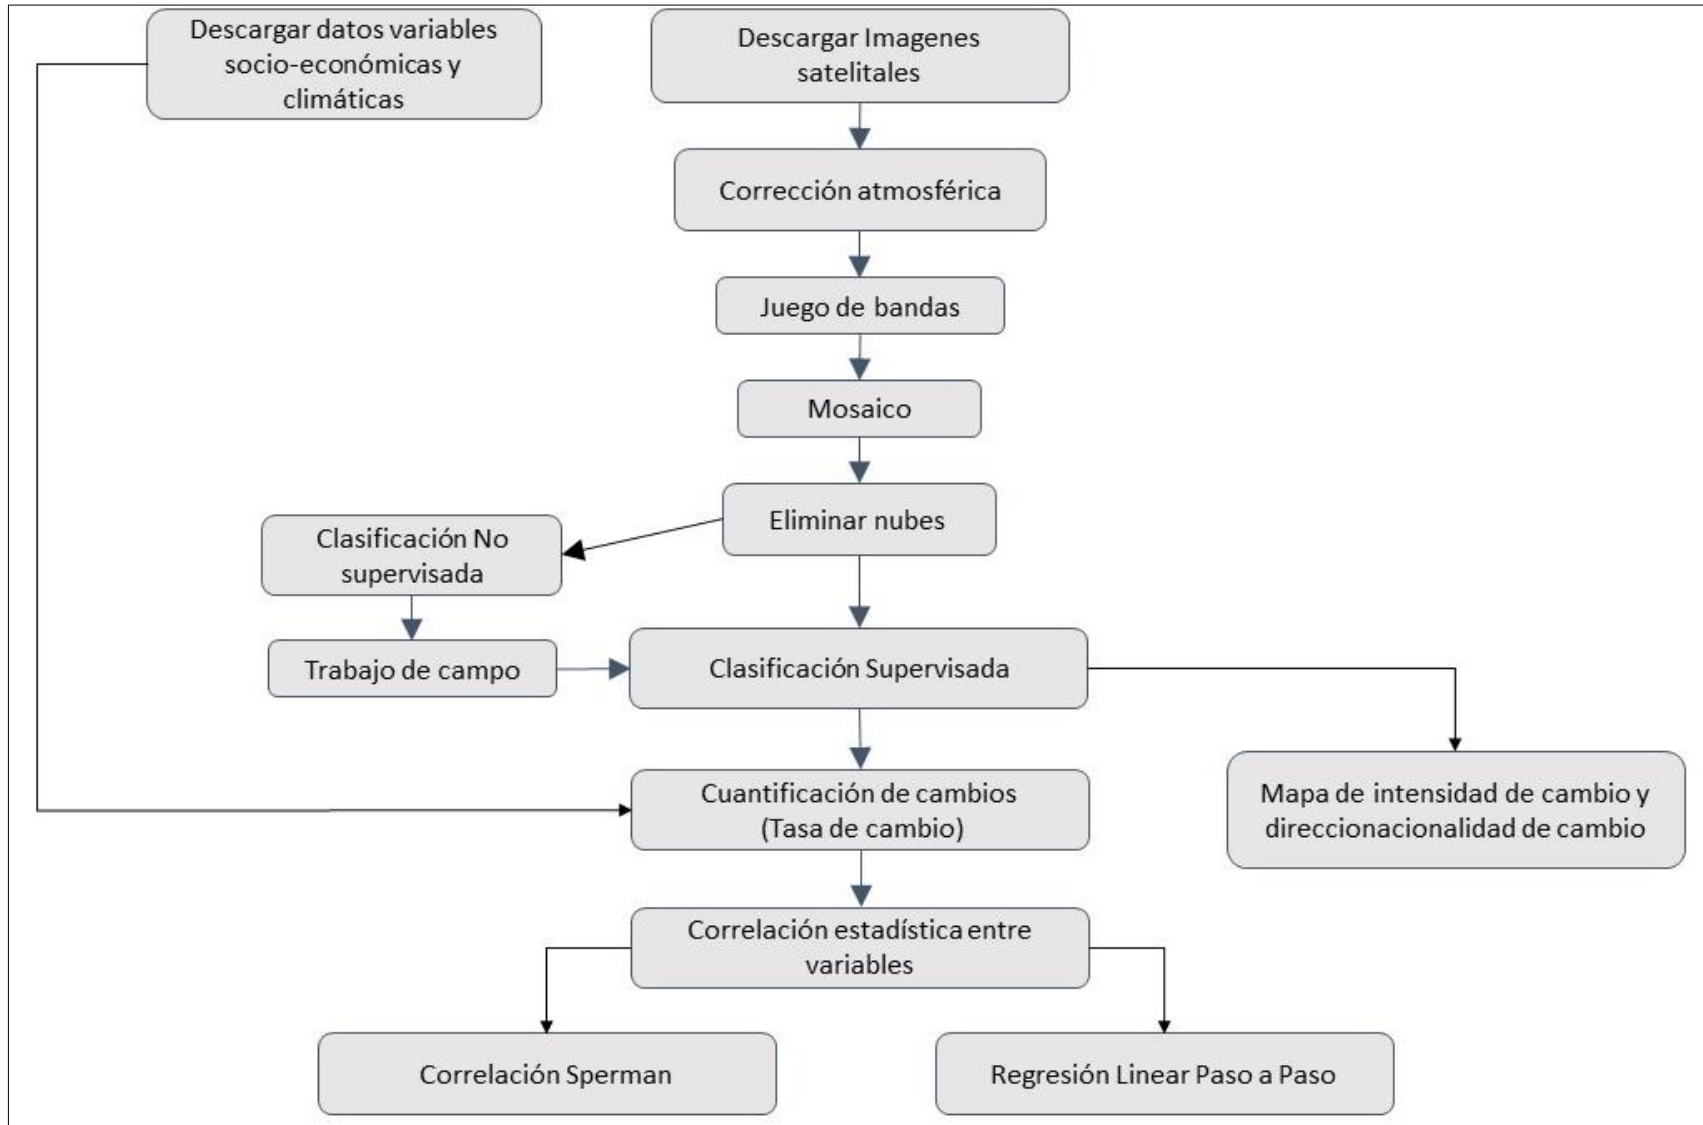 Descargar datos variables
socio-económicas y
climáticas
Descargar Imagenes
satelitales
Corrección atmosférica
Juego de bandas
Mosaico
Eliminar nubes
Clasificación No
supervisada
Trabajo de campo
Clasificación Supervisada
Cuantificación de cambios
(Tasa de cambio)
Mapa de intensidad de cambio y
direccionacionalidad de cambio
Correlación estadística entre
variables
Correlación Sperman
Regresión Linear Paso a Paso